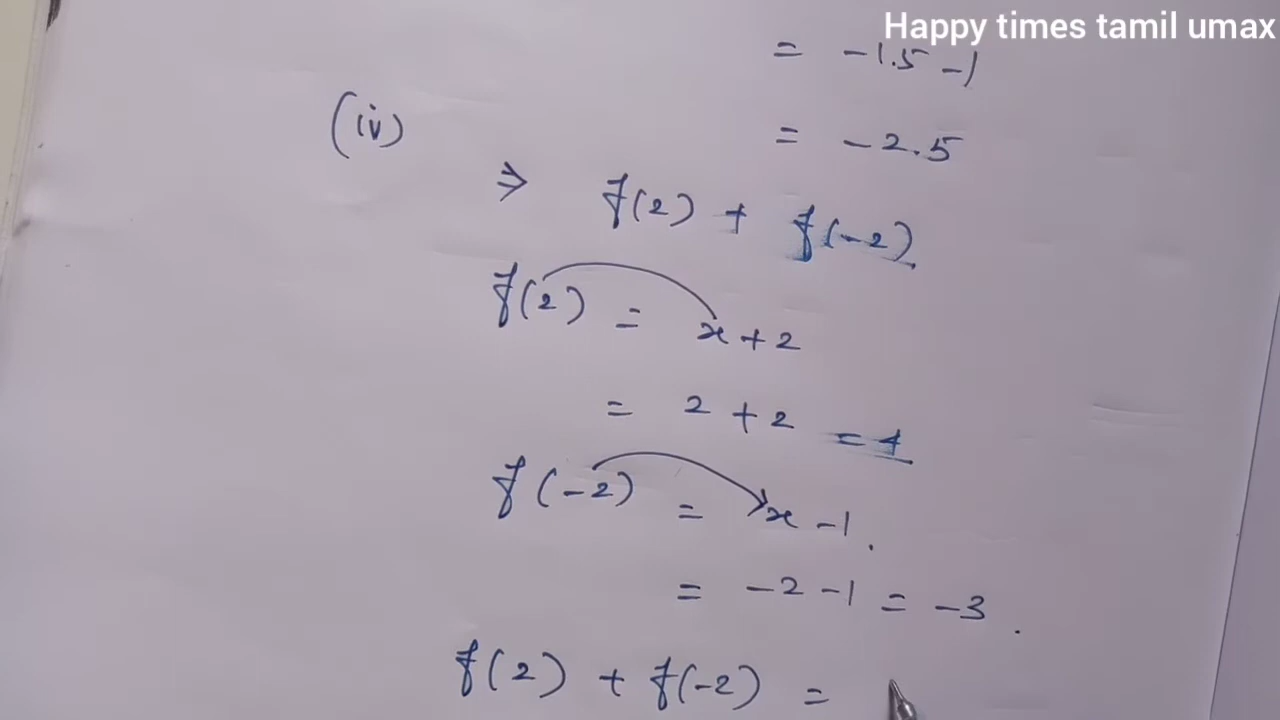 Happy times tamil umax
= -1.5 -1
= -2.5
(iv)
⇒ f(2) + f(-2)
f(2) = x + 2
= 2 + 2 = 4
f(-2) = x - 1.
= -2 - 1 = -3.
f(2) + f(-2) =